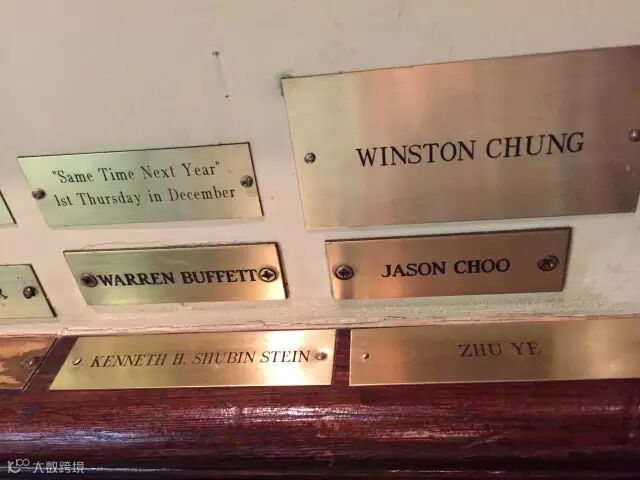 "Same Time Next Year"
1st Thursday in December
WINSTON CHUNG
WARREN BUFFETT
JASON CHOO
KENNETH H. SHUBIN STEIN
ZHU YE
大数跨境